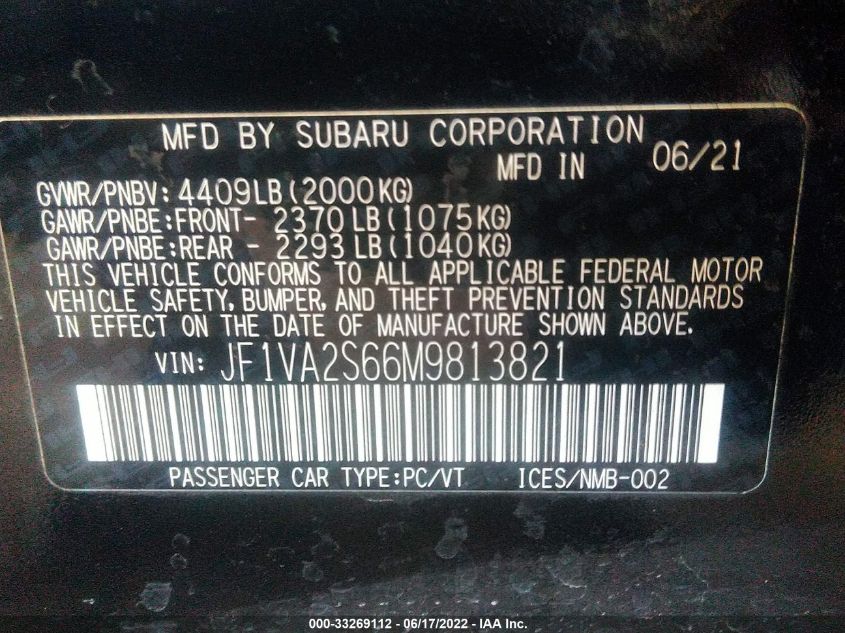 MFD BY SUBARU CORPORATION
MFD IN 06/21
GVWR/PNBV: 4409LB(2000KG)
GAWR/PNBE:FRONT- 2370LB(1075KG)
GAWR/PNBE:REAR - 2293LB(1040KG)
THIS VEHICLE CONFORMS TO ALL APPLICABLE FEDERAL MOTOR
VEHICLE SAFETY, BUMPER, AND THEFT PREVENTION STANDARDS
IN EFFECT ON THE DATE OF MANUFACTURE SHOWN ABOVE.
VIN: JF1VA2S66M9813821
PASSENGER CAR TYPE:PC/VT ICES/NMB-002
000-33269112 - 06/17/2022 - IAA Inc.